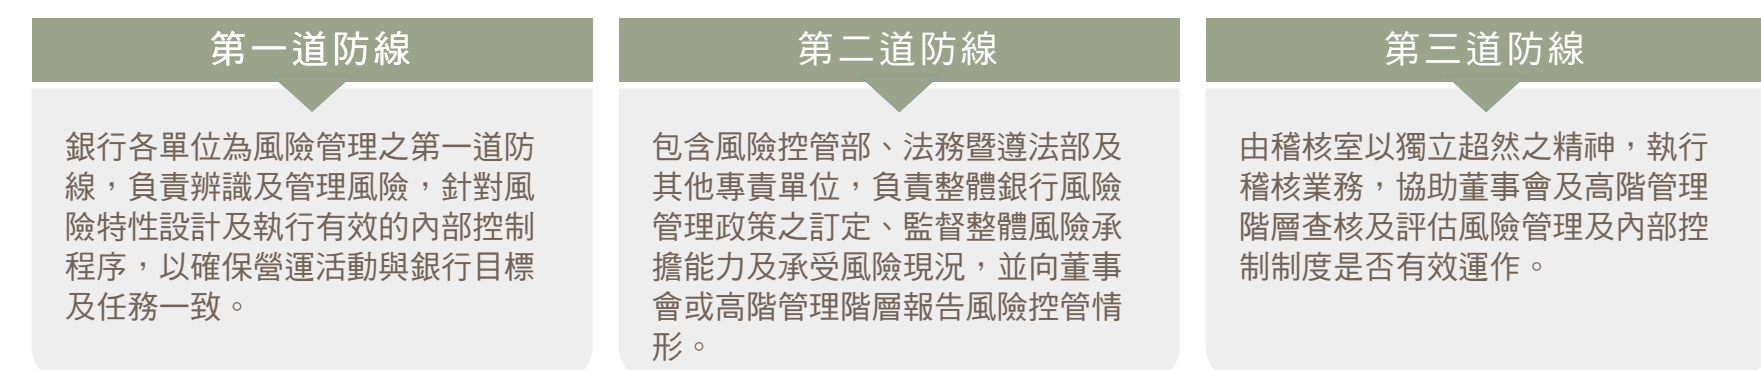 第一道防線
銀行各單位為風險管理之第一道防
線，負責辨識及管理風險，針對風
險特性設計及執行有效的內部控制
程序，以確保營運活動與銀行目標
及任務一致。
第二道防線
包含風險控管部、法務暨遵法部及
其他專責單位，負責整體銀行風險
管理政策之訂定、監督整體風險承
擔能力及承受風險現況，並向董事
會或高階管理階層報告風險控管情
形。
第三道防線
由稽核室以獨立超然之精神，執行
稽核業務，協助董事會及高階管理
階層查核及評估風險管理及內部控
制制度是否有效運作。